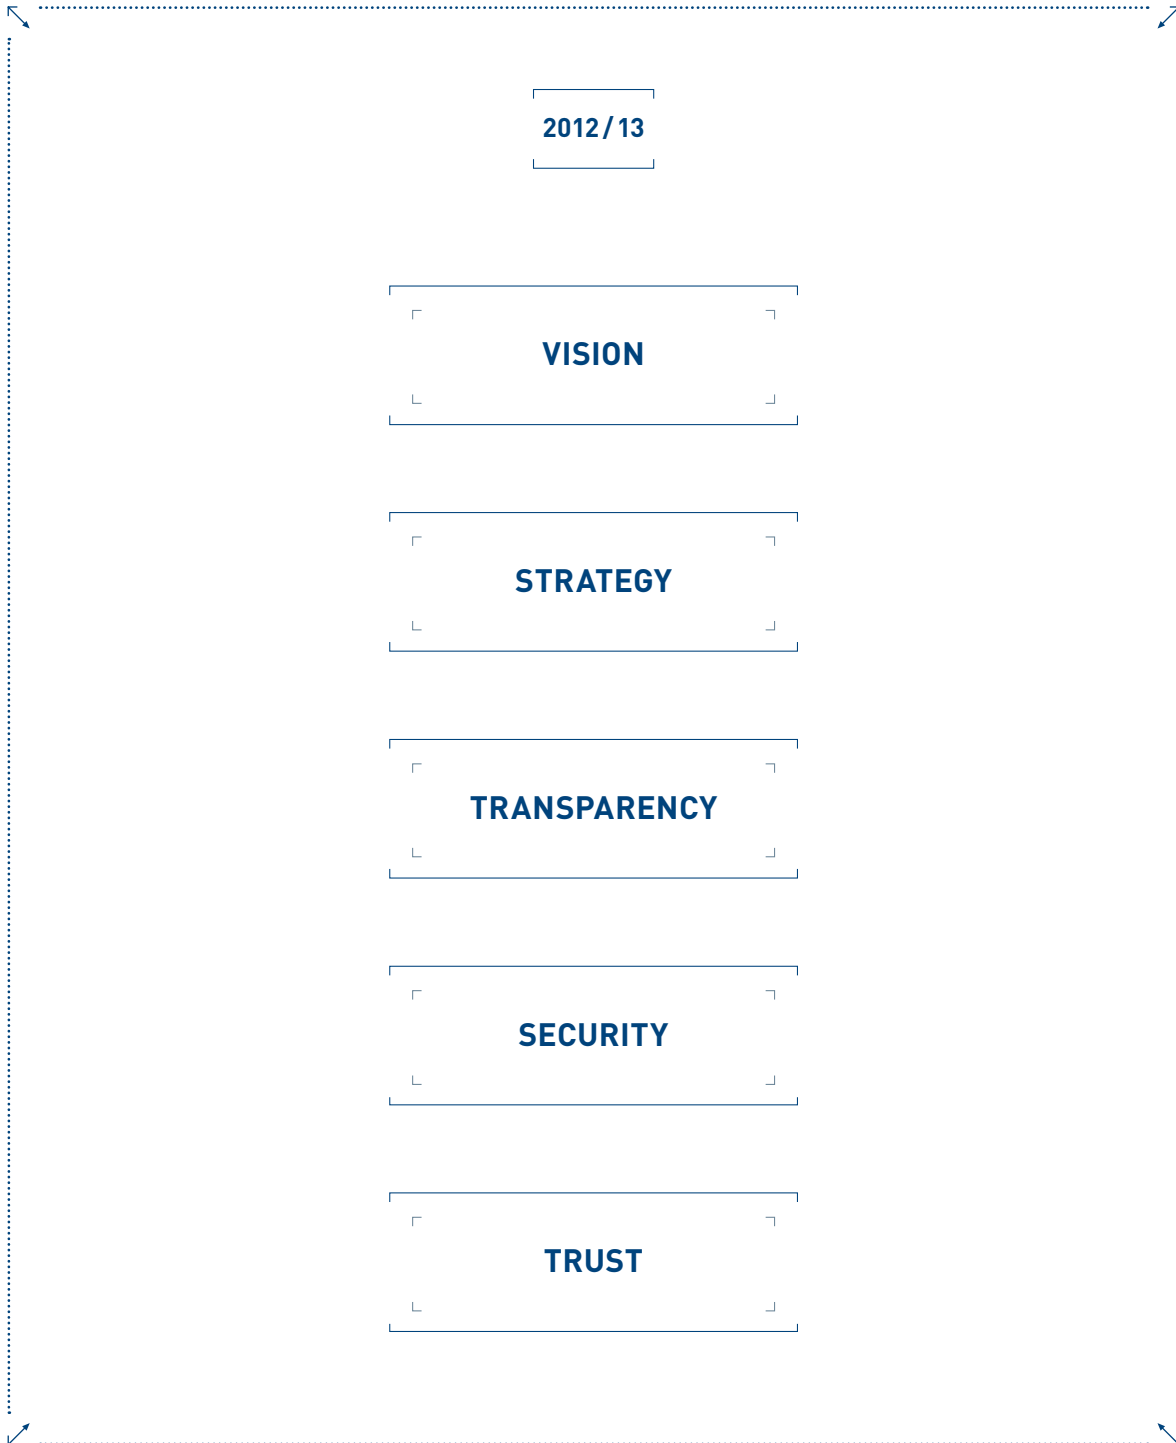 2012/13
VISION
STRATEGY
TRANSPARENCY
SECURITY
TRUST